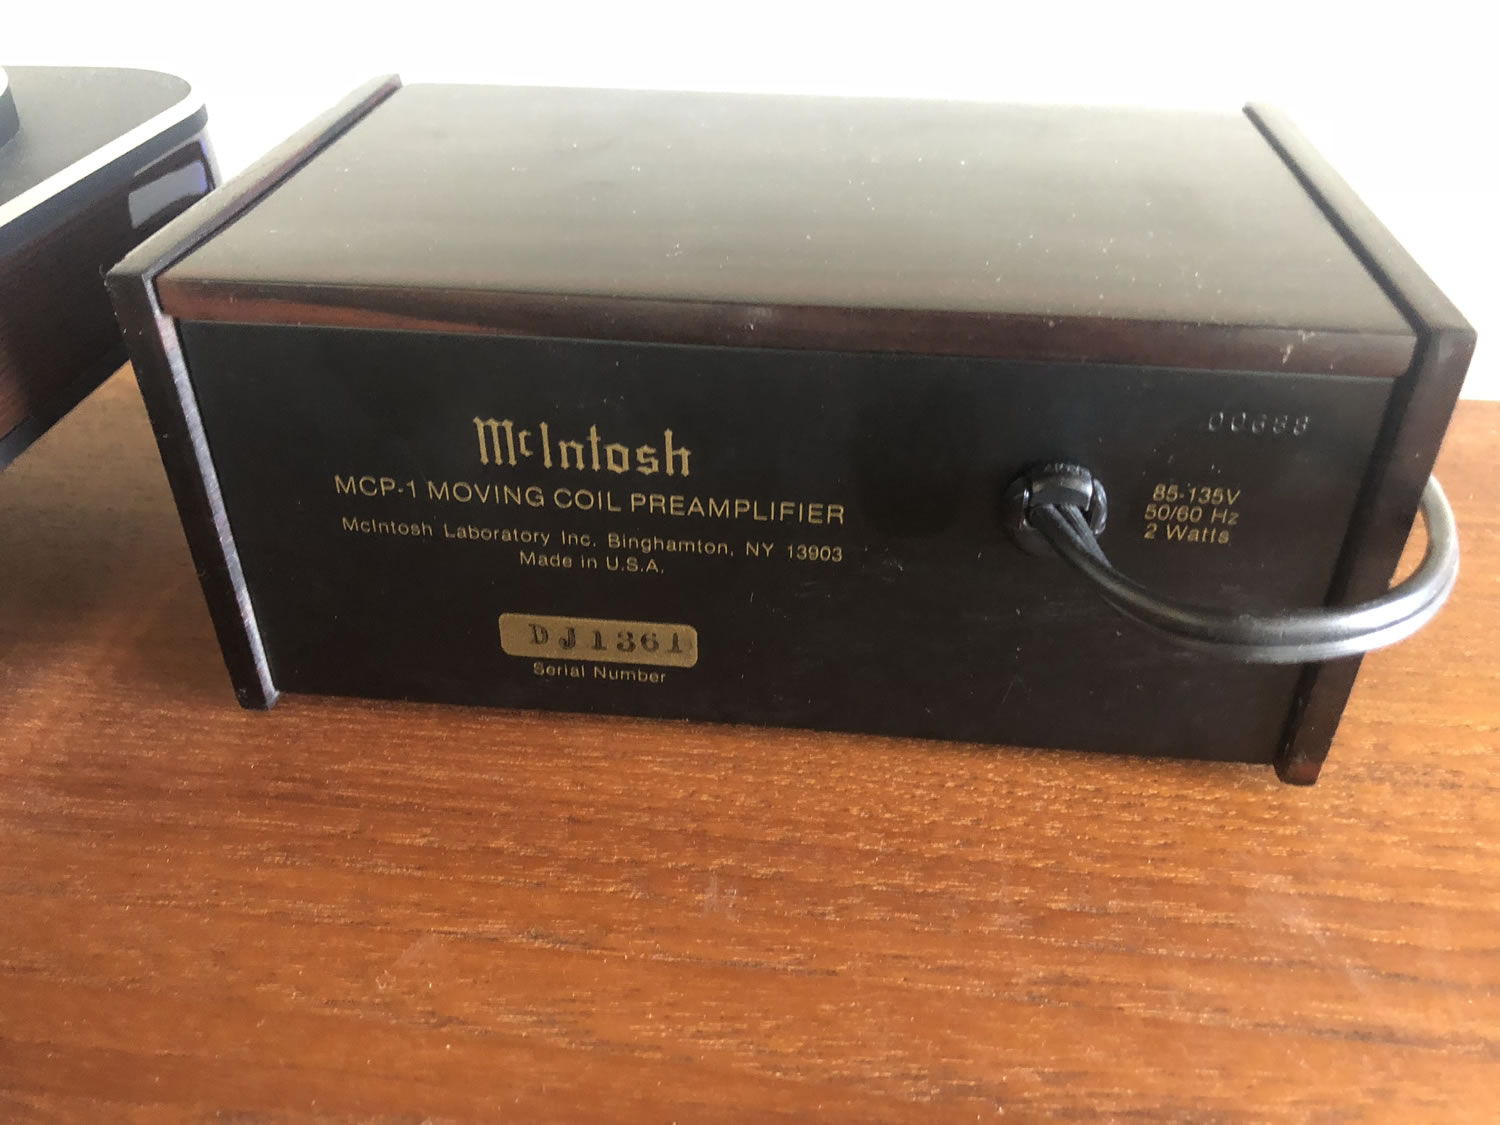 McIntosh
MCP-1 MOVING COIL PREAMPLIFIER
McIntosh Laboratory Inc. Binghamton, NY 13903
Made in U.S.A.
DJ1361
Serial Number
00688
85-135V
50/60 Hz
2 Watts